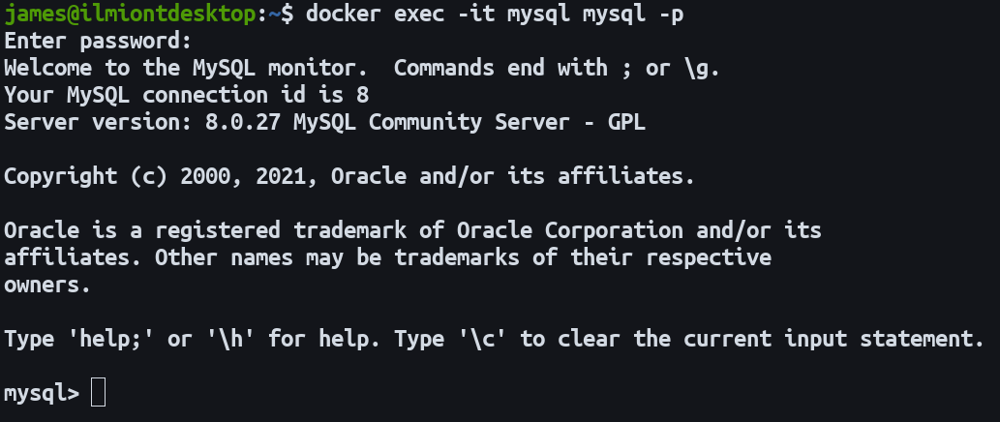 james@ilmiontdesktop:~$ docker exec -it mysql mysql -p
Enter password:
Welcome to the MySQL monitor.  Commands end with ; or \g.
Your MySQL connection id is 8
Server version: 8.0.27 MySQL Community Server - GPL

Copyright (c) 2000, 2021, Oracle and/or its affiliates.

Oracle is a registered trademark of Oracle Corporation and/or its
affiliates. Other names may be trademarks of their respective
owners.

Type 'help;' or '\h' for help. Type '\c' to clear the current input statement.

mysql>